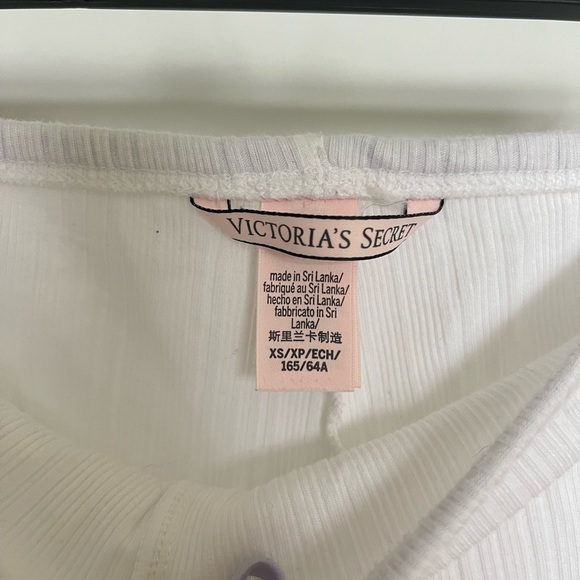 VICTORIA'S SECRET
made in Sri Lanka/
fabriqué au Sri Lanka/
hecho en Sri Lanka/
fabbricato in Sri
Lanka/
斯里兰卡制造
XS/XP/ECH/
165/64A